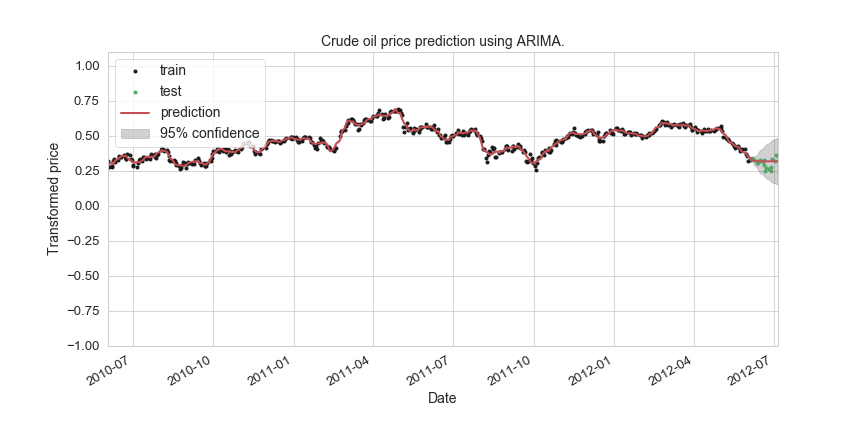 Crude oil price prediction using ARIMA.
train
test
prediction
95% confidence
1.00
0.75
0.50
0.25
0.00
−0.25
−0.50
−0.75
−1.00
Transformed price
2010-07
2010-10
2011-01
2011-04
2011-07
2011-10
2012-01
2012-04
2012-07
Date